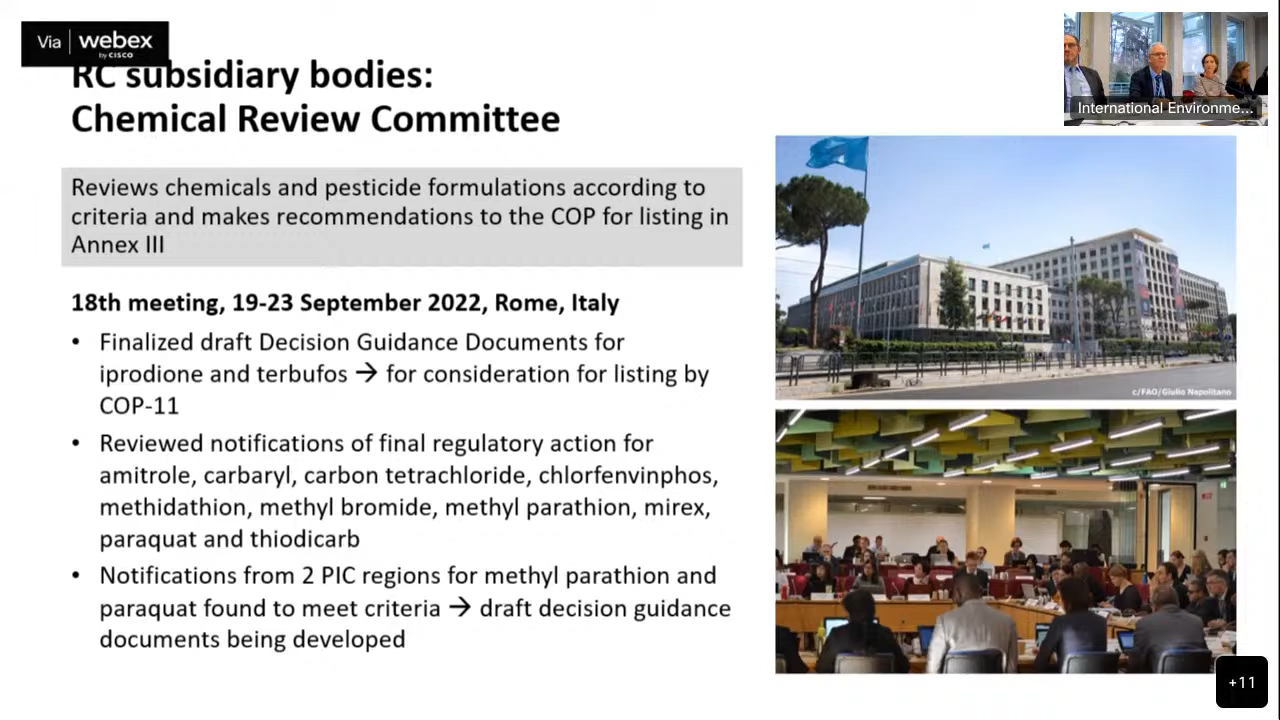 Via webex
by CISCO
RC subsidiary bodies:
Chemical Review Committee
International Environme...
Reviews chemicals and pesticide formulations according to
criteria and makes recommendations to the COP for listing in
Annex III
18th meeting, 19-23 September 2022, Rome, Italy
• Finalized draft Decision Guidance Documents for
iprodione and terbufos → for consideration for listing by
COP-11
• Reviewed notifications of final regulatory action for
amitrole, carbaryl, carbon tetrachloride, chlorfenvinphos,
methidathion, methyl bromide, methyl parathion, mirex,
paraquat and thiodicarb
• Notifications from 2 PIC regions for methyl parathion and
paraquat found to meet criteria → draft decision guidance
documents being developed
c/FAO/Giulio Napolitano
+11